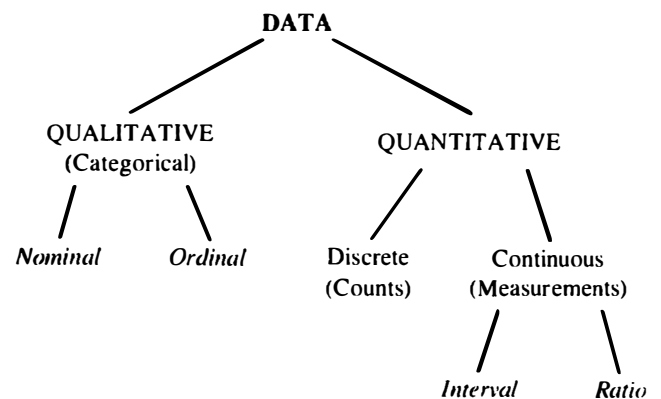 DATA
QUALITATIVE
(Categorical)
QUANTITATIVE
Nominal
Ordinal
Discrete
(Counts)
Continuous
(Measurements)
Interval
Ratio